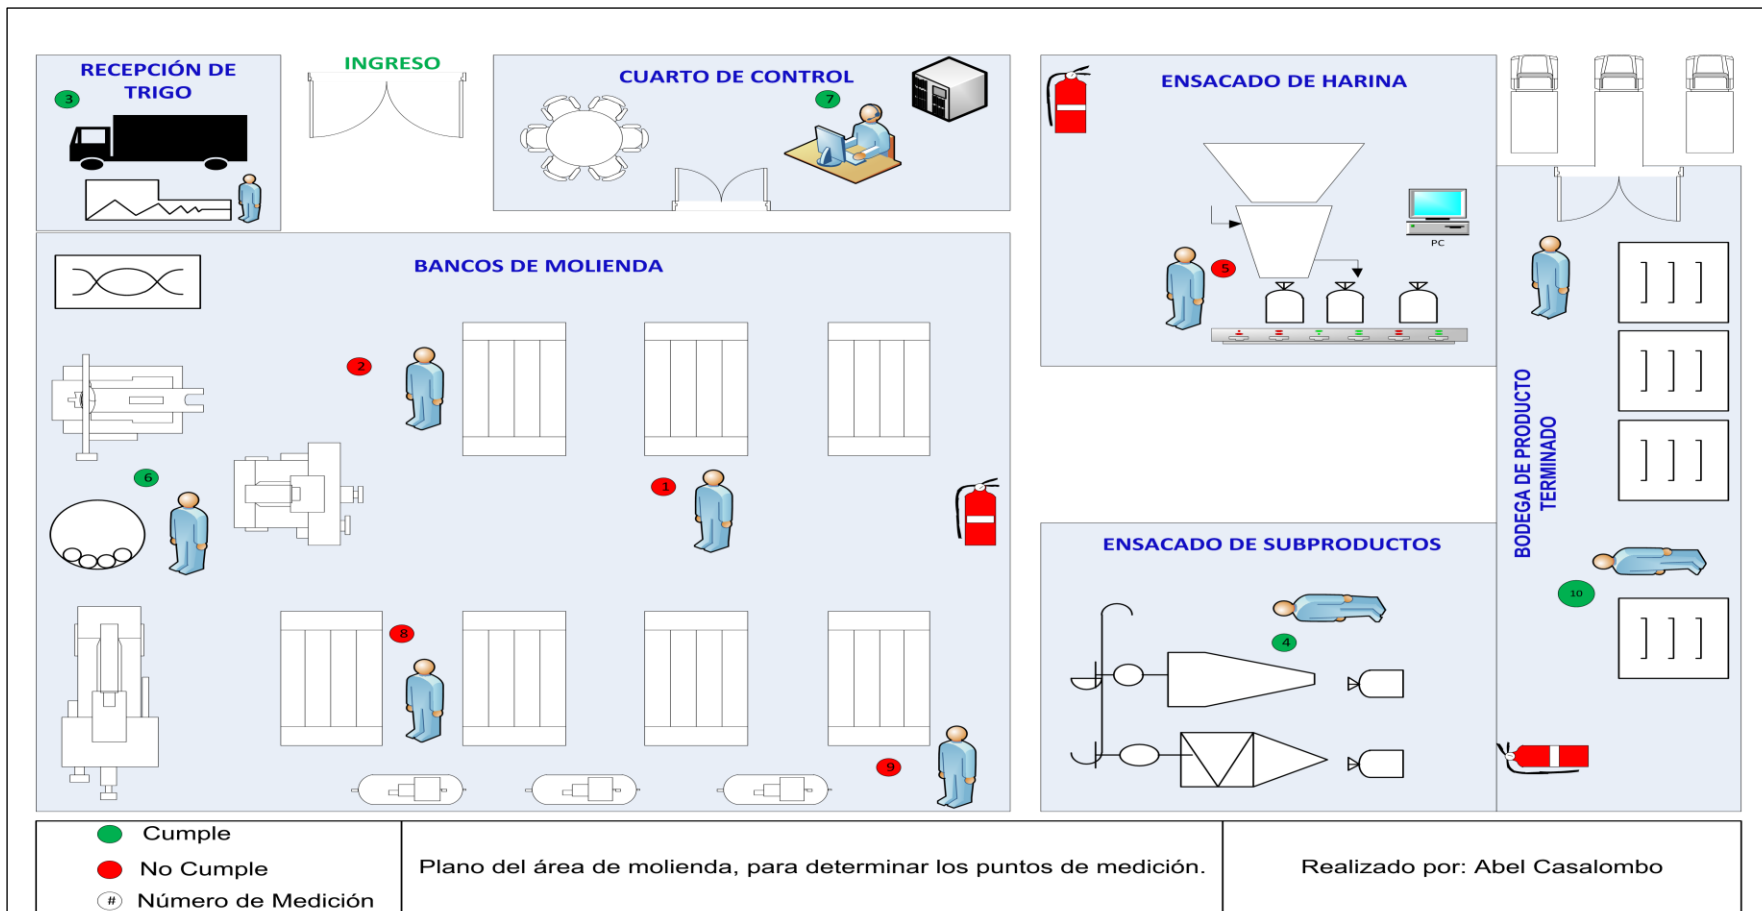 RECEPCIÓN DE
TRIGO
3
INGRESO
CUARTO DE CONTROL
7
ENSACADO DE HARINA
PC
5
BANCOS DE MOLIENDA
2
6
1
8
9
BODEGA DE PRODUCTO
TERMINADO
10
ENSACADO DE SUBPRODUCTOS
4
Cumple
No Cumple
# Número de Medición
Plano del área de molienda, para determinar los puntos de medición.
Realizado por: Abel Casalombo